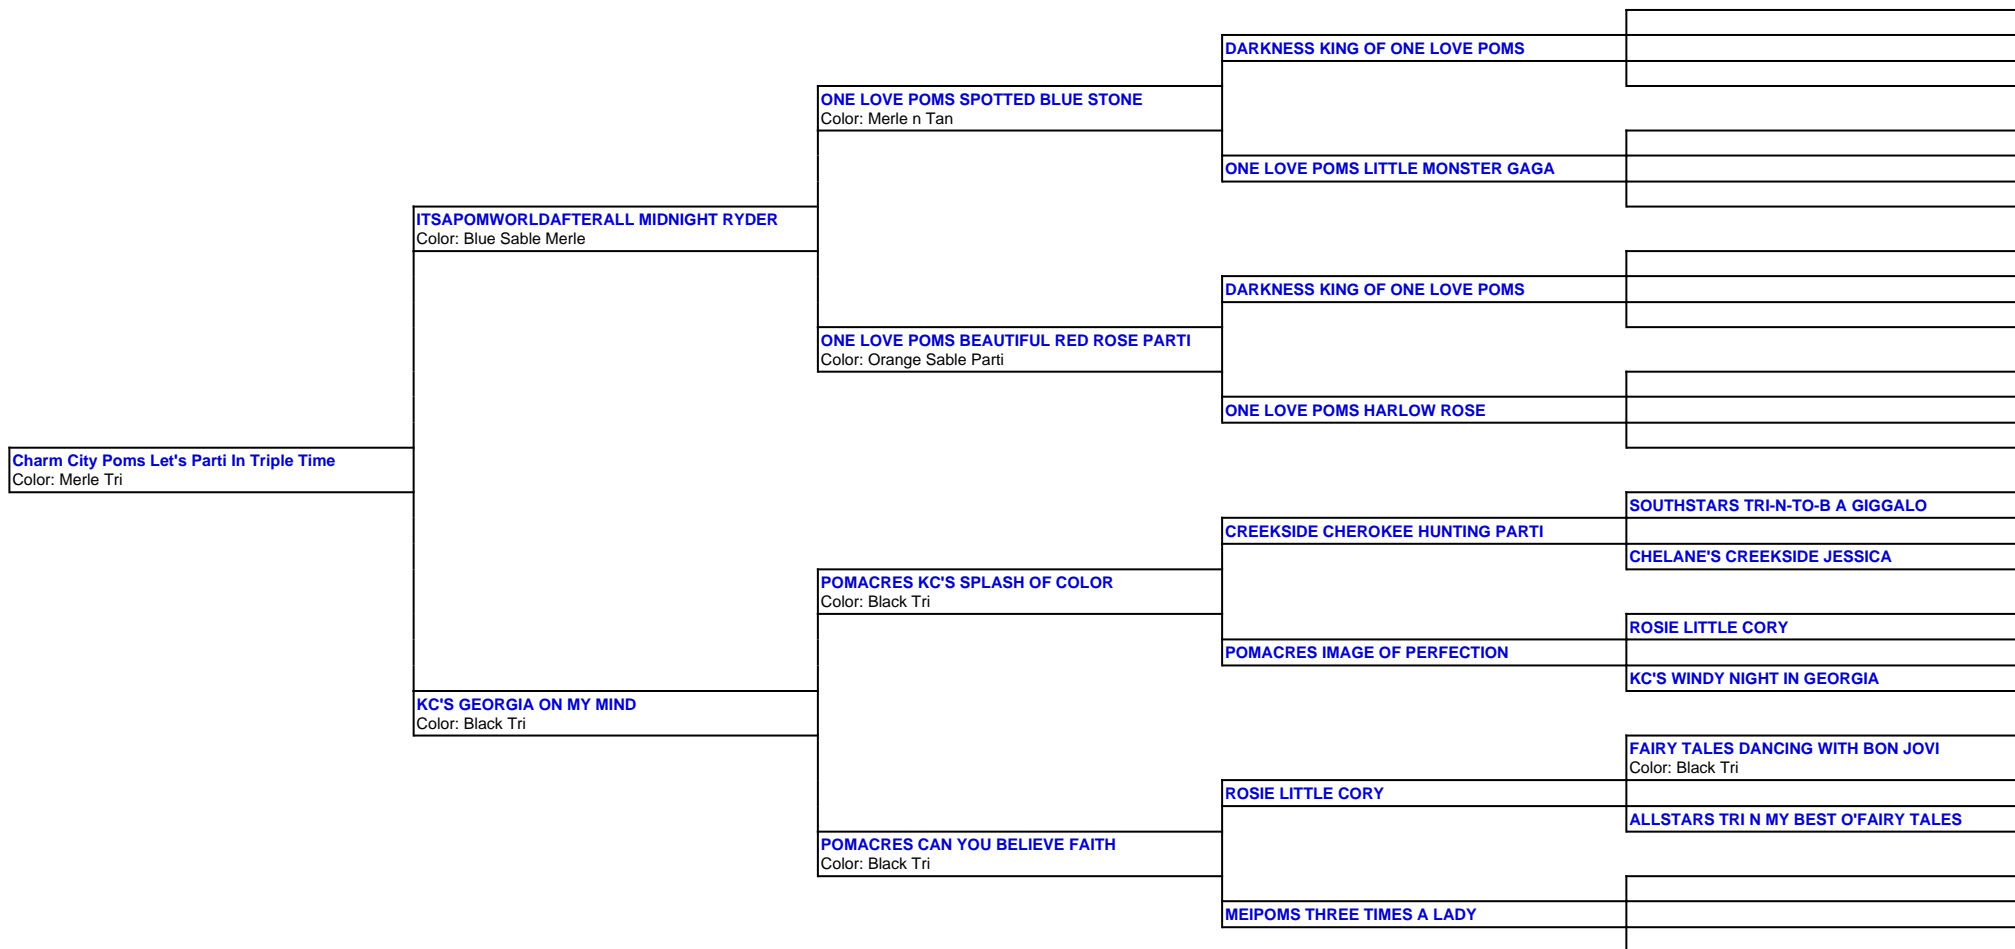 DARKNESS KING OF ONE LOVE POMS
ONE LOVE POMS SPOTTED BLUE STONE
Color: Merle n Tan
ONE LOVE POMS LITTLE MONSTER GAGA
ITSAPOMWORLDAFTERALL MIDNIGHT RYDER
Color: Blue Sable Merle
DARKNESS KING OF ONE LOVE POMS
ONE LOVE POMS BEAUTIFUL RED ROSE PARTI
Color: Orange Sable Parti
ONE LOVE POMS HARLOW ROSE
Charm City Poms Let's Parti In Triple Time
Color: Merle Tri
SOUTHSTARS TRI-N-TO-B A GIGGALO
CREEKSIDE CHEROKEE HUNTING PARTI
CHELANE'S CREEKSIDE JESSICA
POMACRES KC'S SPLASH OF COLOR
Color: Black Tri
ROSIE LITTLE CORY
POMACRES IMAGE OF PERFECTION
KC'S WINDY NIGHT IN GEORGIA
KC'S GEORGIA ON MY MIND
Color: Black Tri
FAIRY TALES DANCING WITH BON JOVI
Color: Black Tri
ROSIE LITTLE CORY
ALLSTARS TRI N MY BEST O'FAIRY TALES
POMACRES CAN YOU BELIEVE FAITH
Color: Black Tri
MEIPOMS THREE TIMES A LADY